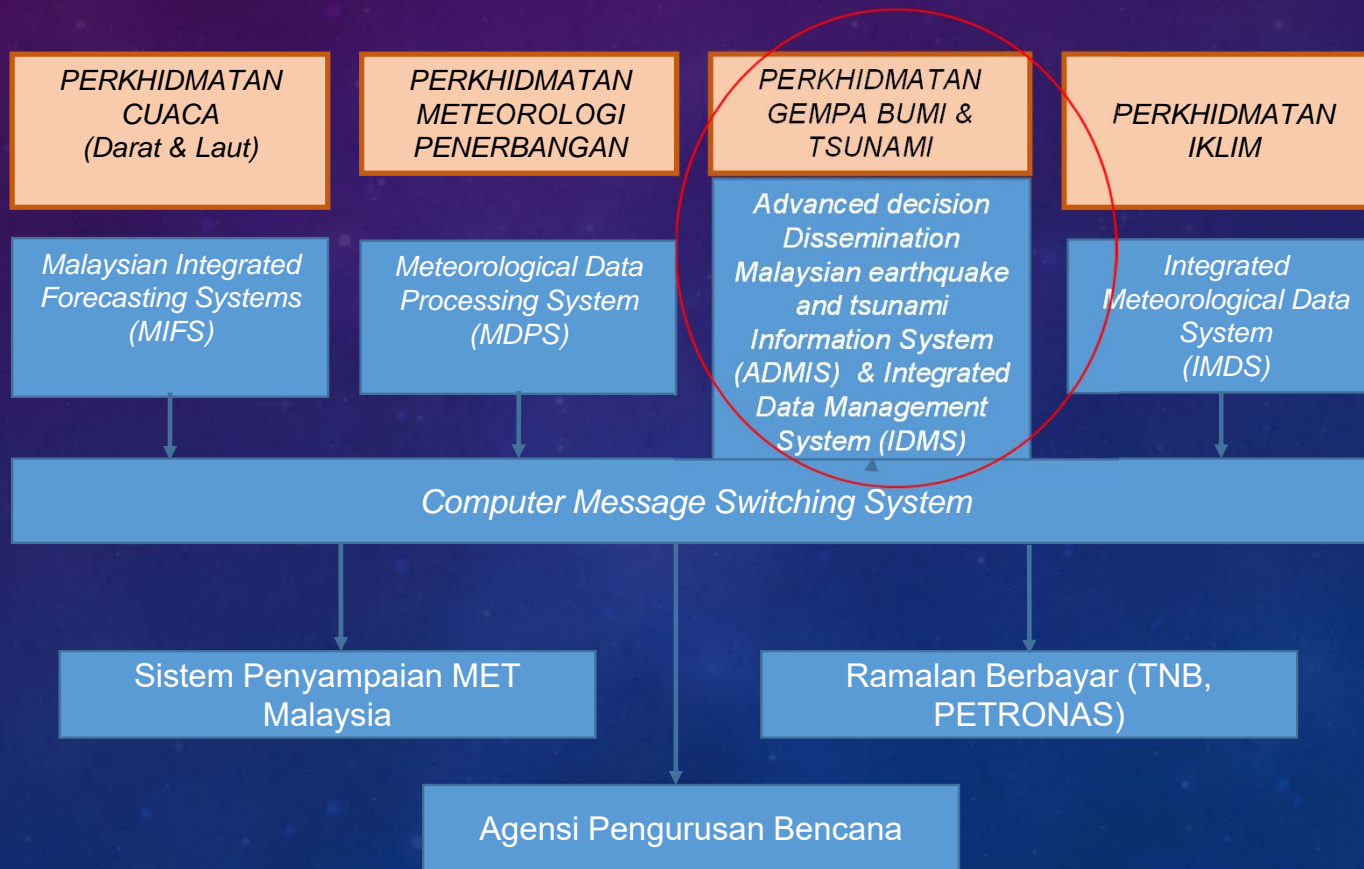 PERKHIDMATAN
CUACA
(Darat & Laut)
PERKHIDMATAN
METEOROLOGI
PENERBANGAN
PERKHIDMATAN
GEMPA BUMI &
TSUNAMI
PERKHIDMATAN
IKLIM
Malaysian Integrated
Forecasting Systems
(MIFS)
Meteorological Data
Processing System
(MDPS)
Advanced decision
Dissemination
Malaysian earthquake
and tsunami
Information System
(ADMIS) & Integrated
Data Management
System (IDMS)
Integrated
Meteorological Data
System
(IMDS)
Computer Message Switching System
Sistem Penyampaian MET
Malaysia
Ramalan Berbayar (TNB,
PETRONAS)
Agensi Pengurusan Bencana